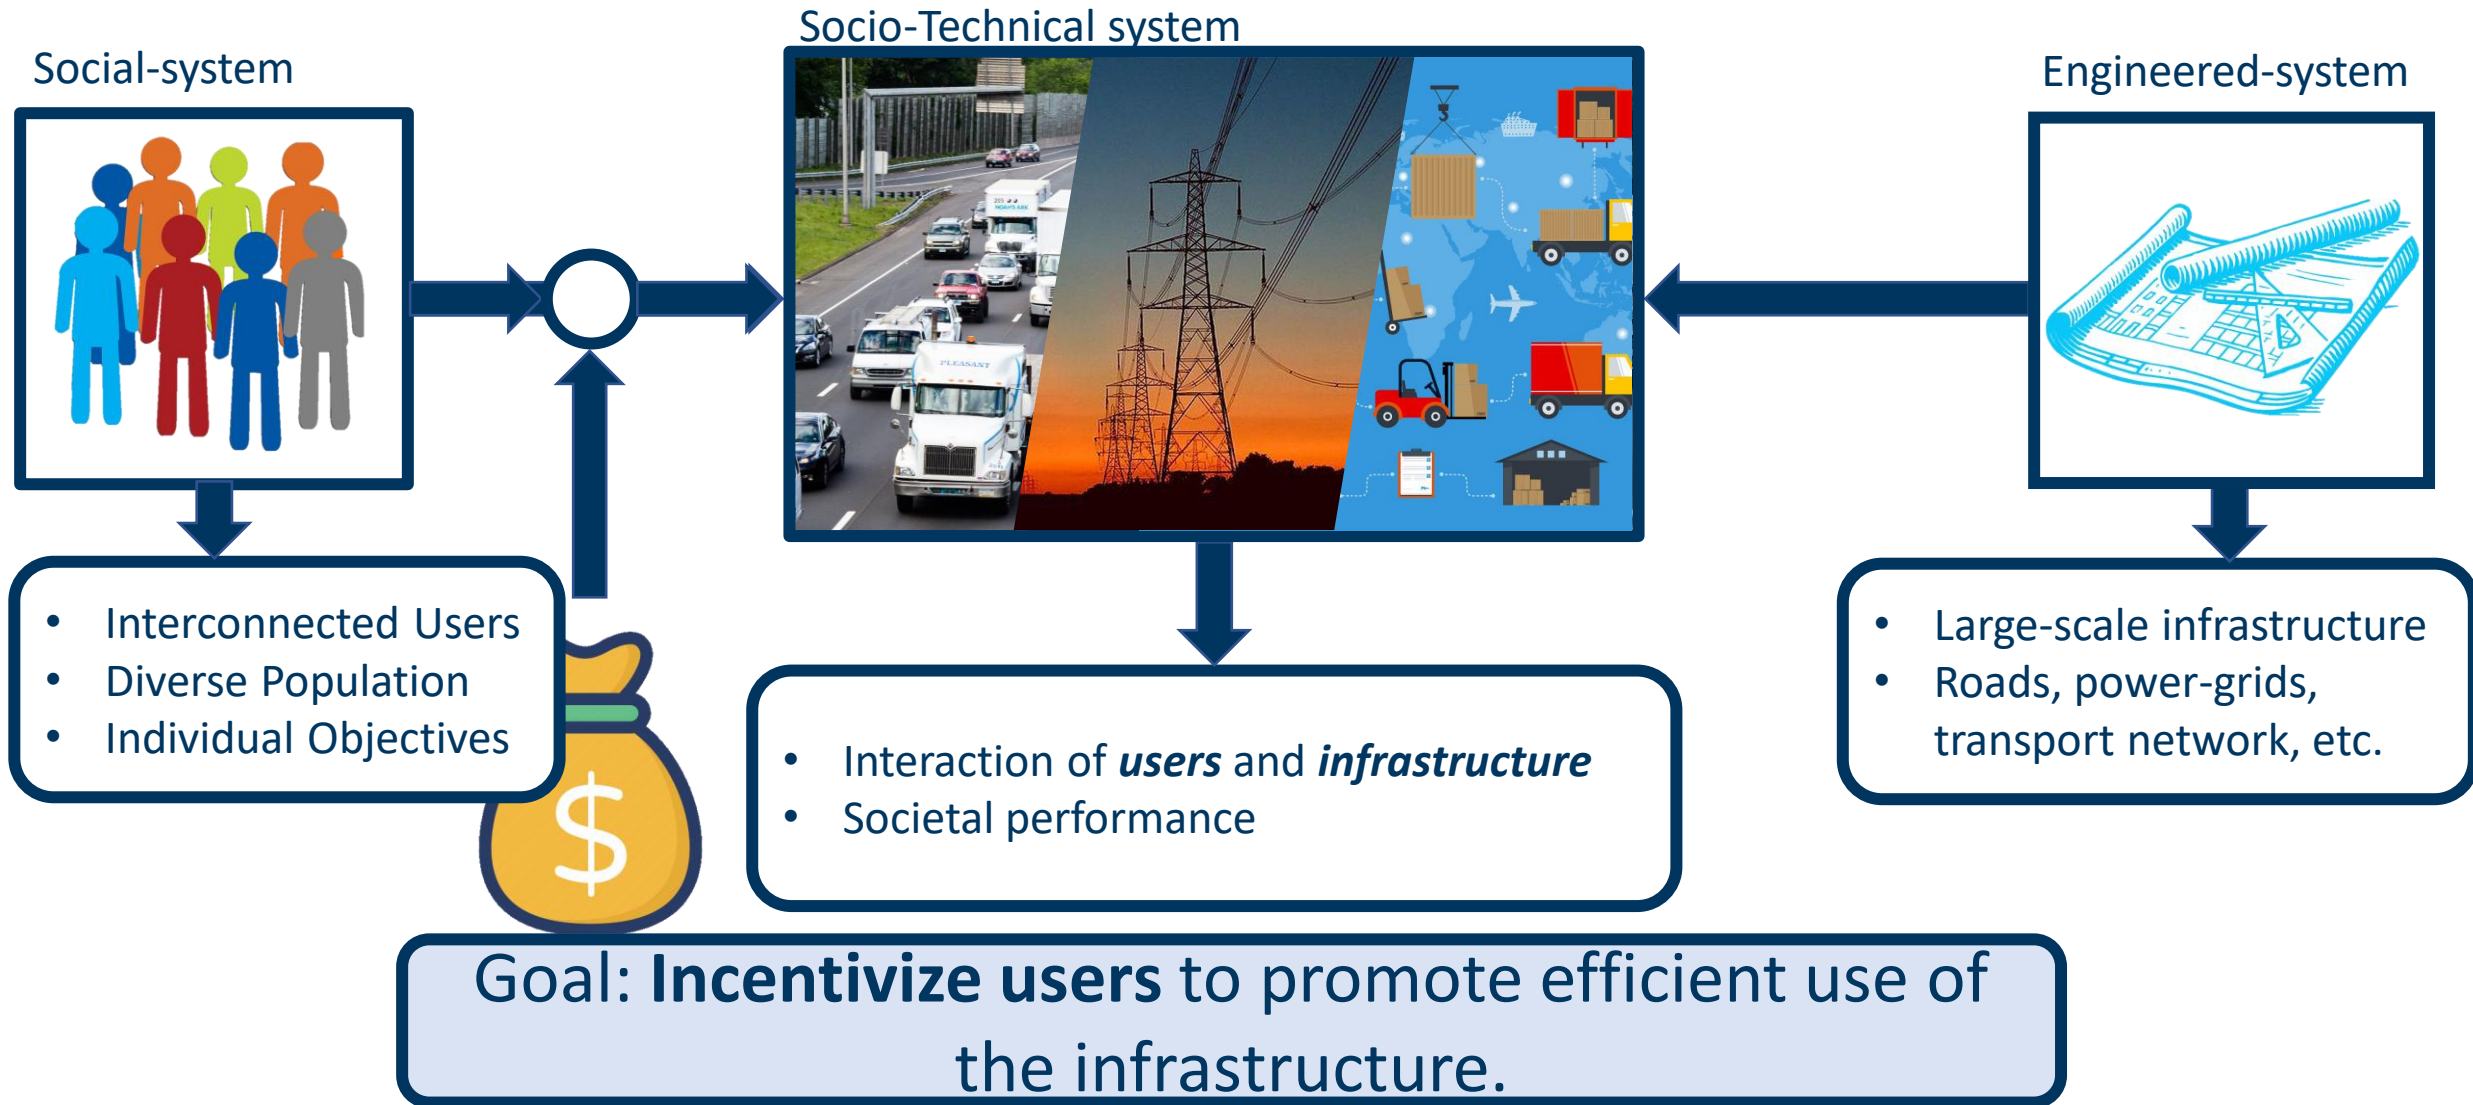 Socio-Technical system
Social-system
Engineered-system
PLEASANT
• Interconnected Users
• Diverse Population
• Individual Objectives
$
• Interaction of users and infrastructure
• Societal performance
• Large-scale infrastructure
• Roads, power-grids,
transport network, etc.
Goal: Incentivize users to promote efficient use of
the infrastructure.